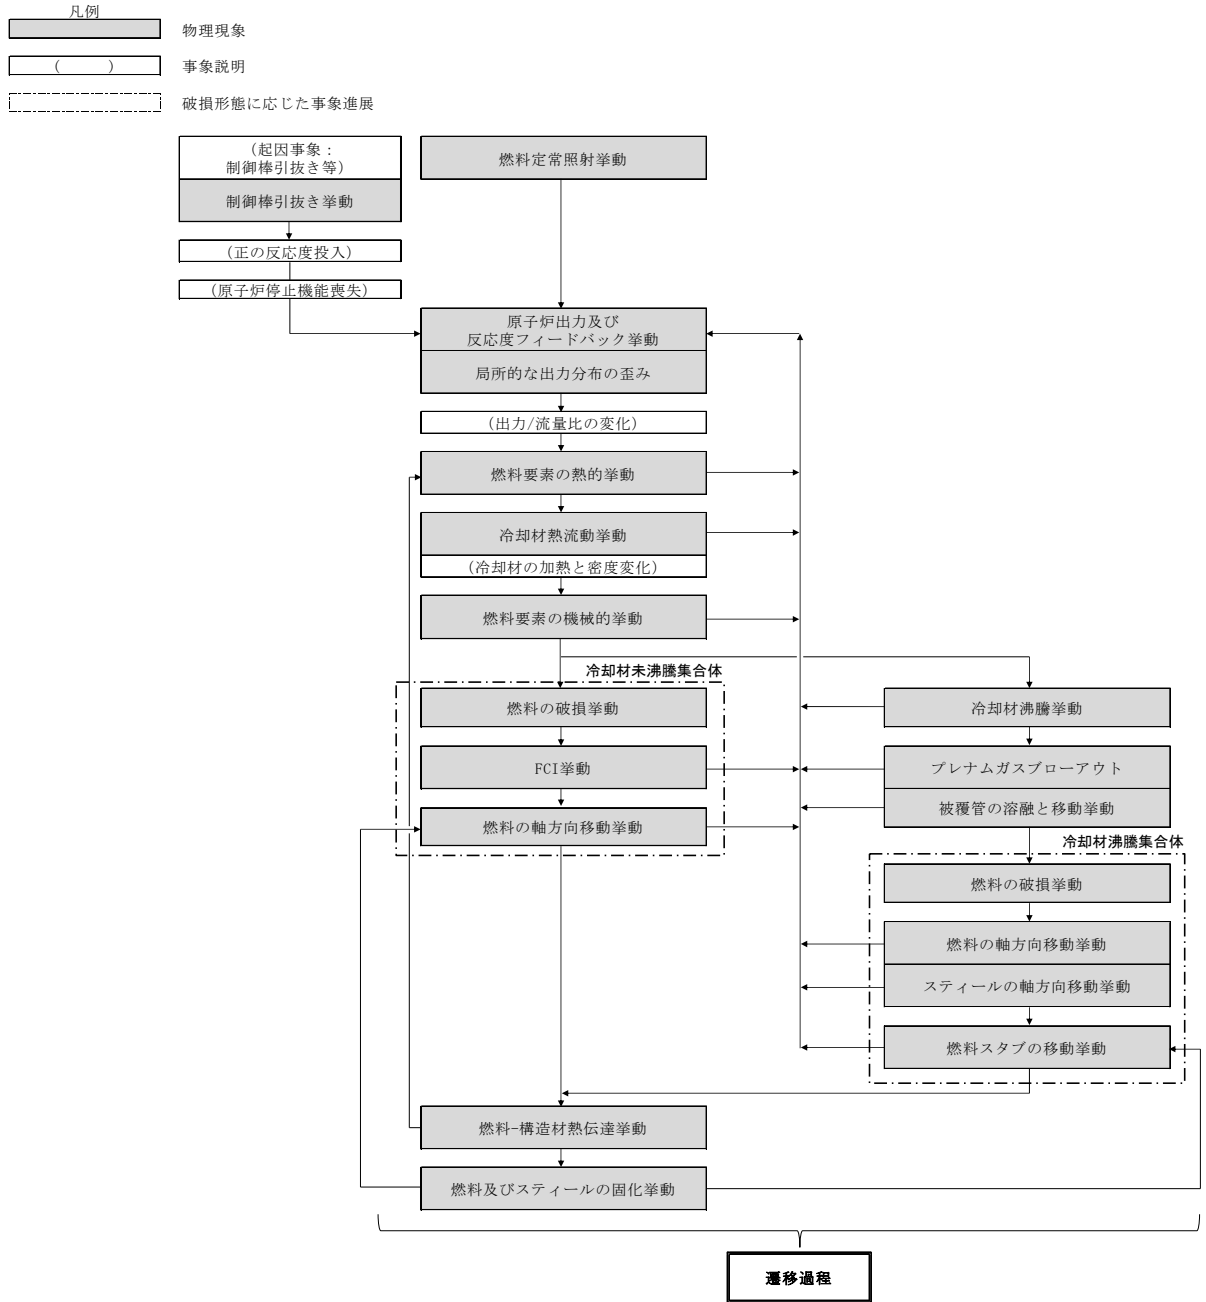 凡例
物理現象
(　　　)
事象説明
破損形態に応じた事象進展
(起因事象：
制御棒引抜き等)
制御棒引抜き挙動
(正の反応度投入)
(原子炉停止機能喪失)
燃料定常照射挙動
原子炉出力及び
反応度フィードバック挙動
局所的な出力分布の歪み
(出力/流量比の変化)
燃料要素の熱的挙動
冷却材熱流動挙動
(冷却材の加熱と密度変化)
燃料要素の機械的挙動
冷却材未沸騰集合体
燃料の破損挙動
FCI挙動
燃料の軸方向移動挙動
冷却材沸騰挙動
プレナムガスブローアウト
被覆管の溶融と移動挙動
冷却材沸騰集合体
燃料の破損挙動
燃料の軸方向移動挙動
スティールの軸方向移動挙動
燃料スタブの移動挙動
燃料-構造材熱伝達挙動
燃料及びスティールの固化挙動
遷移過程